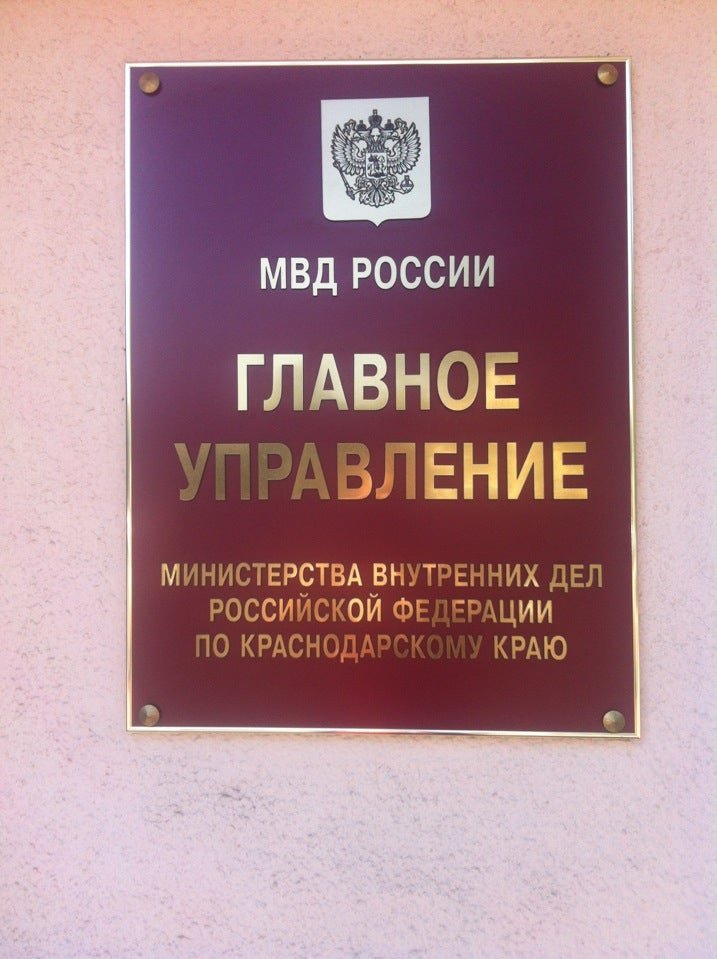 МВД РОССИИ
ГЛАВНОЕ
УПРАВЛЕНИЕ
МИНИСТЕРСТВА ВНУТРЕННИХ ДЕЛ
РОССИЙСКОЙ ФЕДЕРАЦИИ
ПО КРАСНОДАРСКОМУ КРАЮ